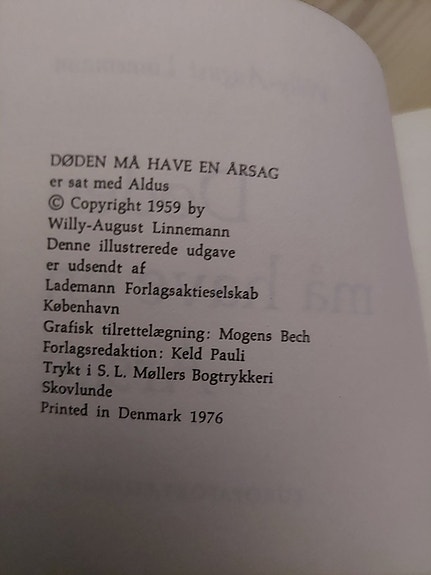 DØDEN MÅ HAVE EN ÅRSAG
er sat med Aldus
© Copyright 1959 by
Willy-August Linnemann
Denne illustrerede udgave
er udsendt af
Lademann Forlagsaktieselskab
København
Grafisk tilrettelægning: Mogens Bech
Forlagsredaktion: Keld Pauli
Trykt i S. L. Møllers Bogtrykkeri
Skovlunde
Printed in Denmark 1976